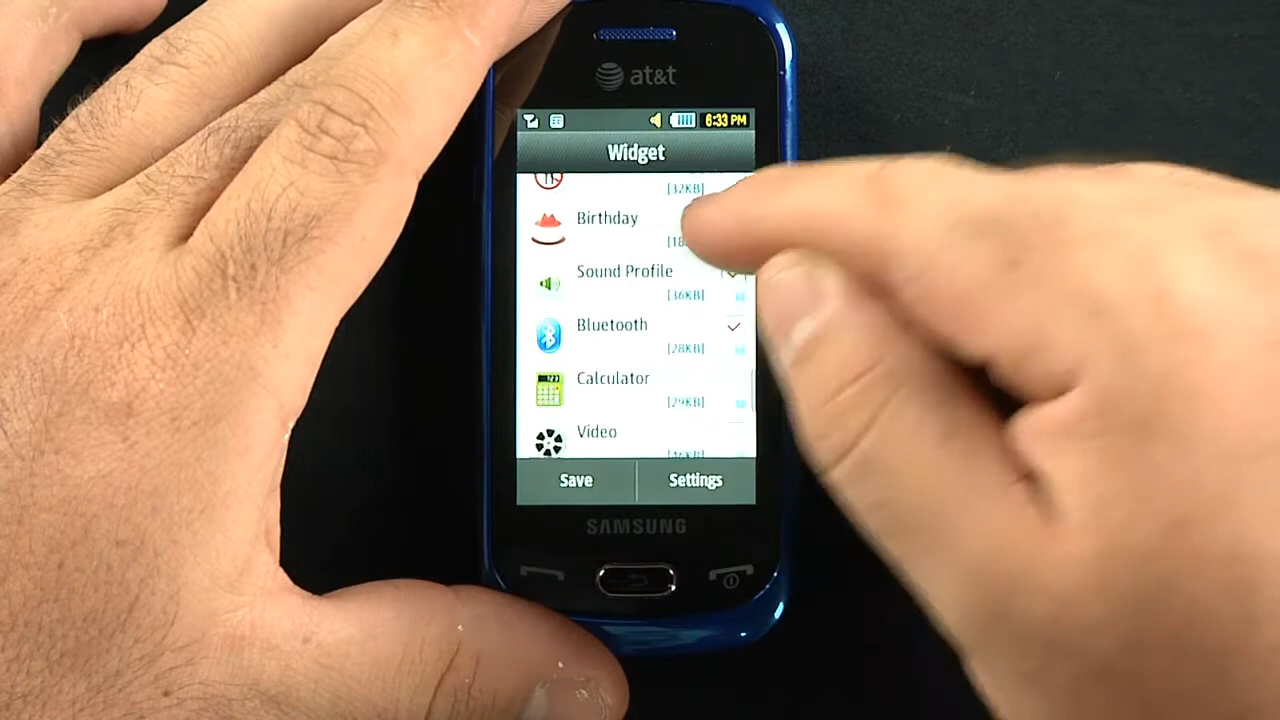 at&t
6:33 PM
Widget
[32KB]
Birthday
Sound Profile
[36KB]
Bluetooth
[28KB]
Calculator
[29KB]
Video
Save
Settings
SAMSUNG